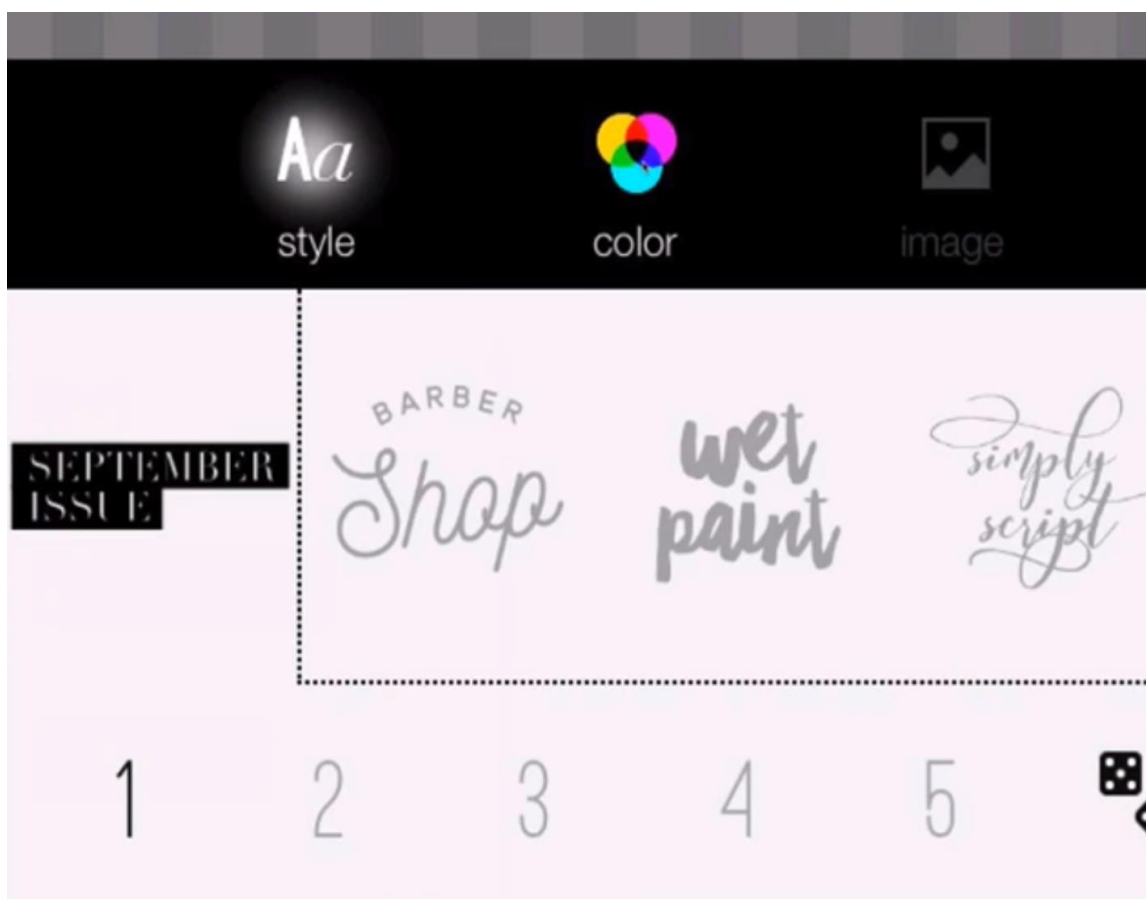 Aa
style
color
image
SEPTEMBER
ISSUE
BARBER
Shop
wet
paint
simply
script
1 2 3 4 5